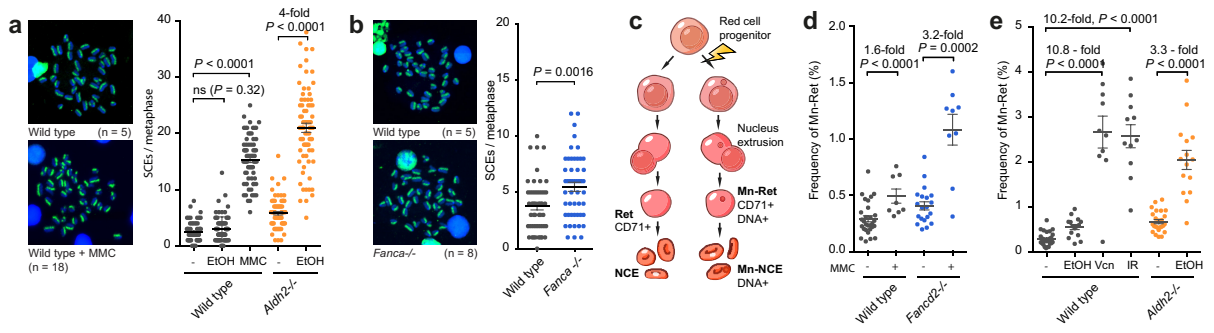 a
Wild type (n = 5)
Wild type + MMC
(n = 18)
SCEs / metaphase
40
30
20
10
0
4-fold
P < 0.0001
P < 0.0001
ns (P = 0.32)
- EtOH MMC - EtOH
Wild type
Aldh2-/-
b
Wild type (n = 5)
Fanca-/- (n = 8)
SCEs / metaphase
20
15
10
5
0
P = 0.0016
Wild type
Fanca-/-
c
Red cell
progenitor
Nucleus
extrusion
Mn-Ret
CD71+
DNA+
Ret
CD71+
NCE
Mn-NCE
DNA+
d
Frequency of Mn-Ret (%)
2.0
1.5
1.0
0.5
0.0
3.2-fold
P = 0.0002
1.6-fold
P < 0.0001
MMC - + - +
Wild type
Fancd2-/-
e
Frequency of Mn-Ret (%)
5
4
3
2
1
0
10.2-fold, P < 0.0001
10.8 - fold
P < 0.0001
3.3 - fold
P < 0.0001
- EtOH Vcn IR - EtOH
Wild type
Aldh2-/-